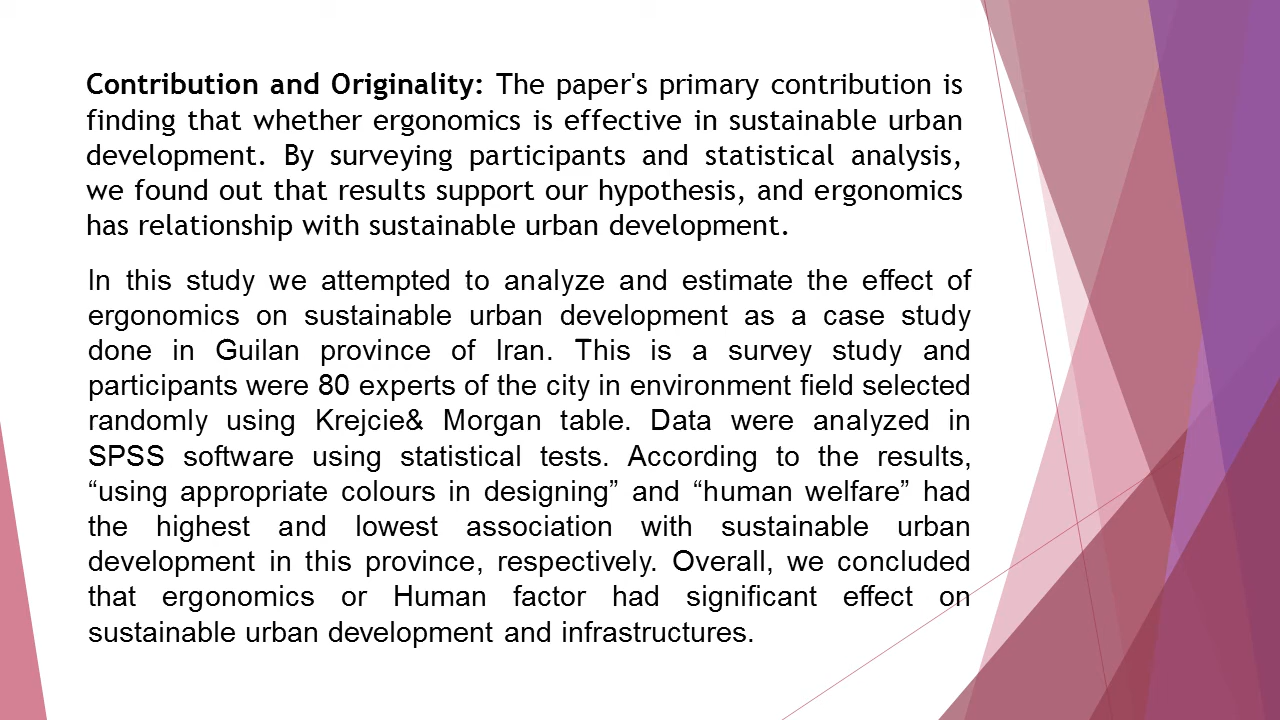 Contribution and Originality: The paper's primary contribution is
finding that whether ergonomics is effective in sustainable urban
development. By surveying participants and statistical analysis,
we found out that results support our hypothesis, and ergonomics
has relationship with sustainable urban development.
In this study we attempted to analyze and estimate the effect of
ergonomics on sustainable urban development as a case study
done in Guilan province of Iran. This is a survey study and
participants were 80 experts of the city in environment field selected
randomly using Krejcie& Morgan table. Data were analyzed in
SPSS software using statistical tests. According to the results,
“using appropriate colours in designing” and “human welfare” had
the highest and lowest association with sustainable urban
development in this province, respectively. Overall, we concluded
that ergonomics or Human factor had significant effect on
sustainable urban development and infrastructures.